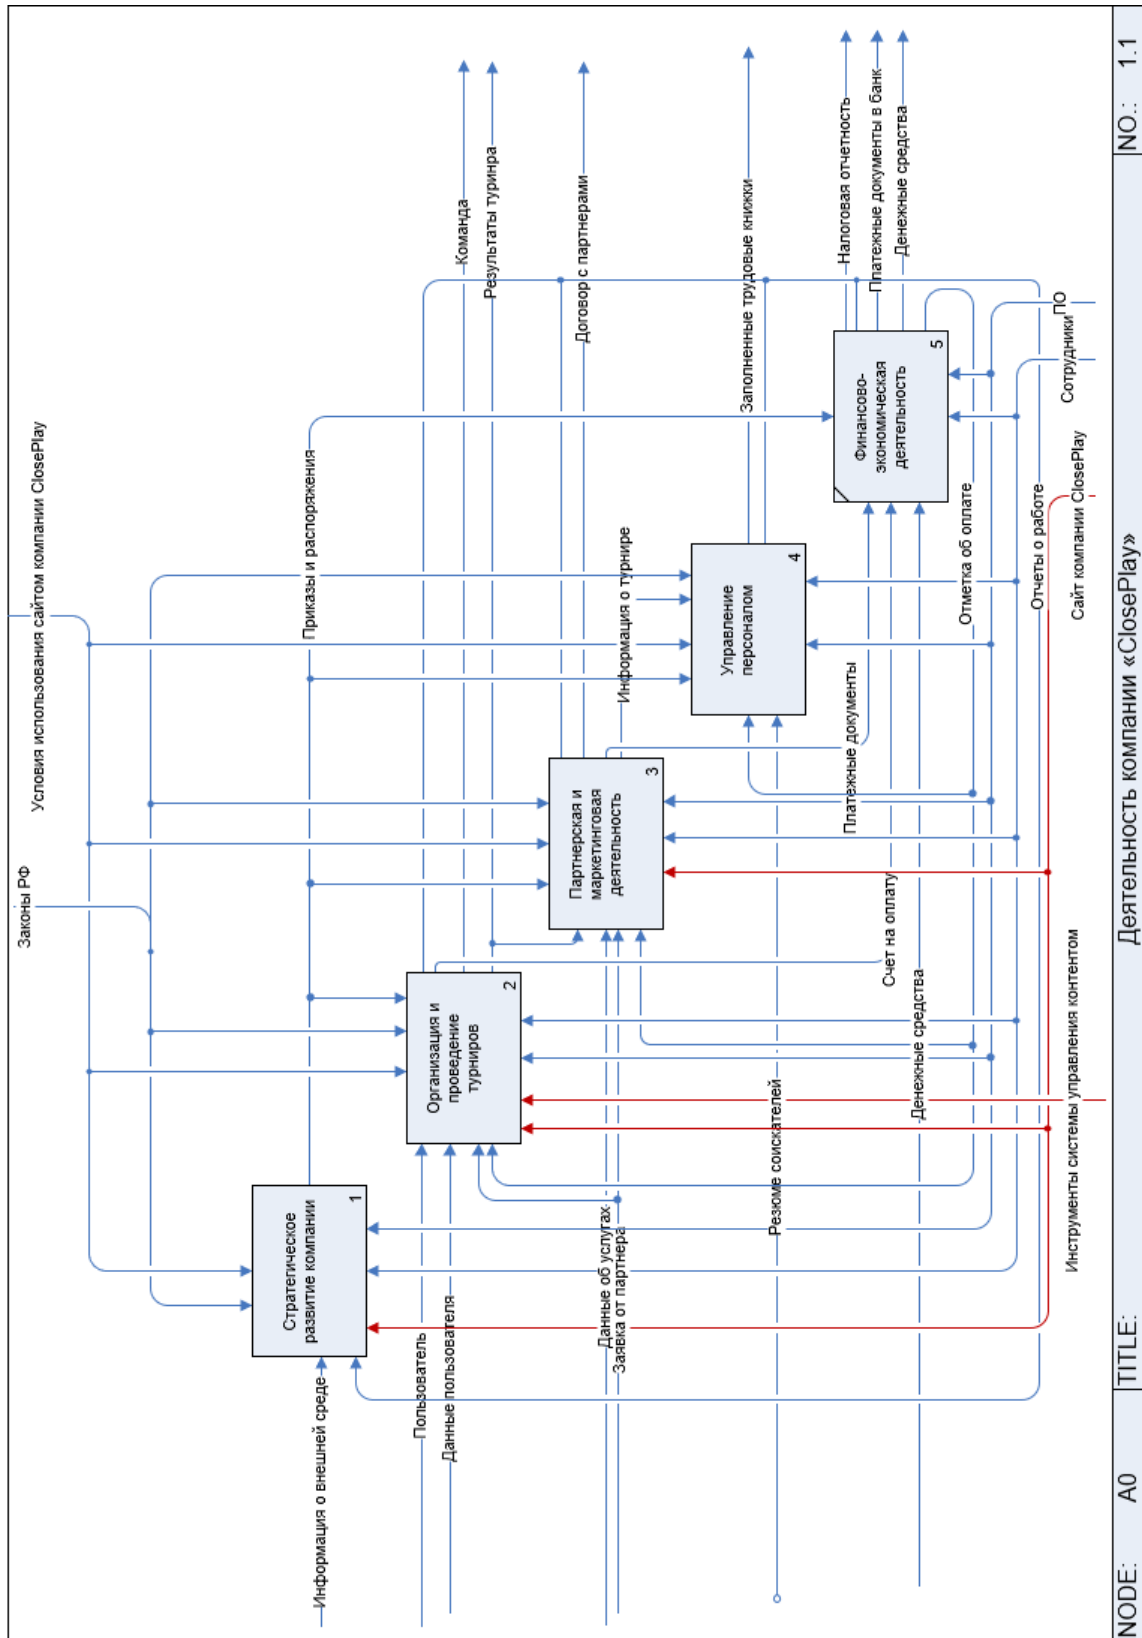 Условия использования сайтом компании ClosePlay
Законы РФ
Приказы и распоряжения
Команда
Результаты туринра
Договор с партнерами
Заполненные трудовые книжки
Налоговая отчетность
Платежные документы в банк
Денежные средства
Информация о внешней среде
Стратегическое
развитие компании
1
Пользователь
Данные пользователя
Организация и
проведение
турниров
2
Данные об услугах
Заявка от партнера
Партнерская и
маркетинговая
деятельность
3
Информация о турнире
Резюме соискателей
Управление
персоналом
4
Платежные документы
Счет на оплату
Денежные средства
Финансово-
экономическая
деятельность
5
Отметка об оплате
Отчеты о работе
Инструменты системы управления контентом
Сайт компании ClosePlay
Сотрудники
ПО
NODE: A0 TITLE: Деятельность компании «ClosePlay» NO.: 1.1